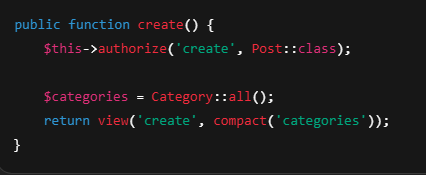 public function create() {
    $this->authorize('create', Post::class);

    $categories = Category::all();
    return view('create', compact('categories'));
}